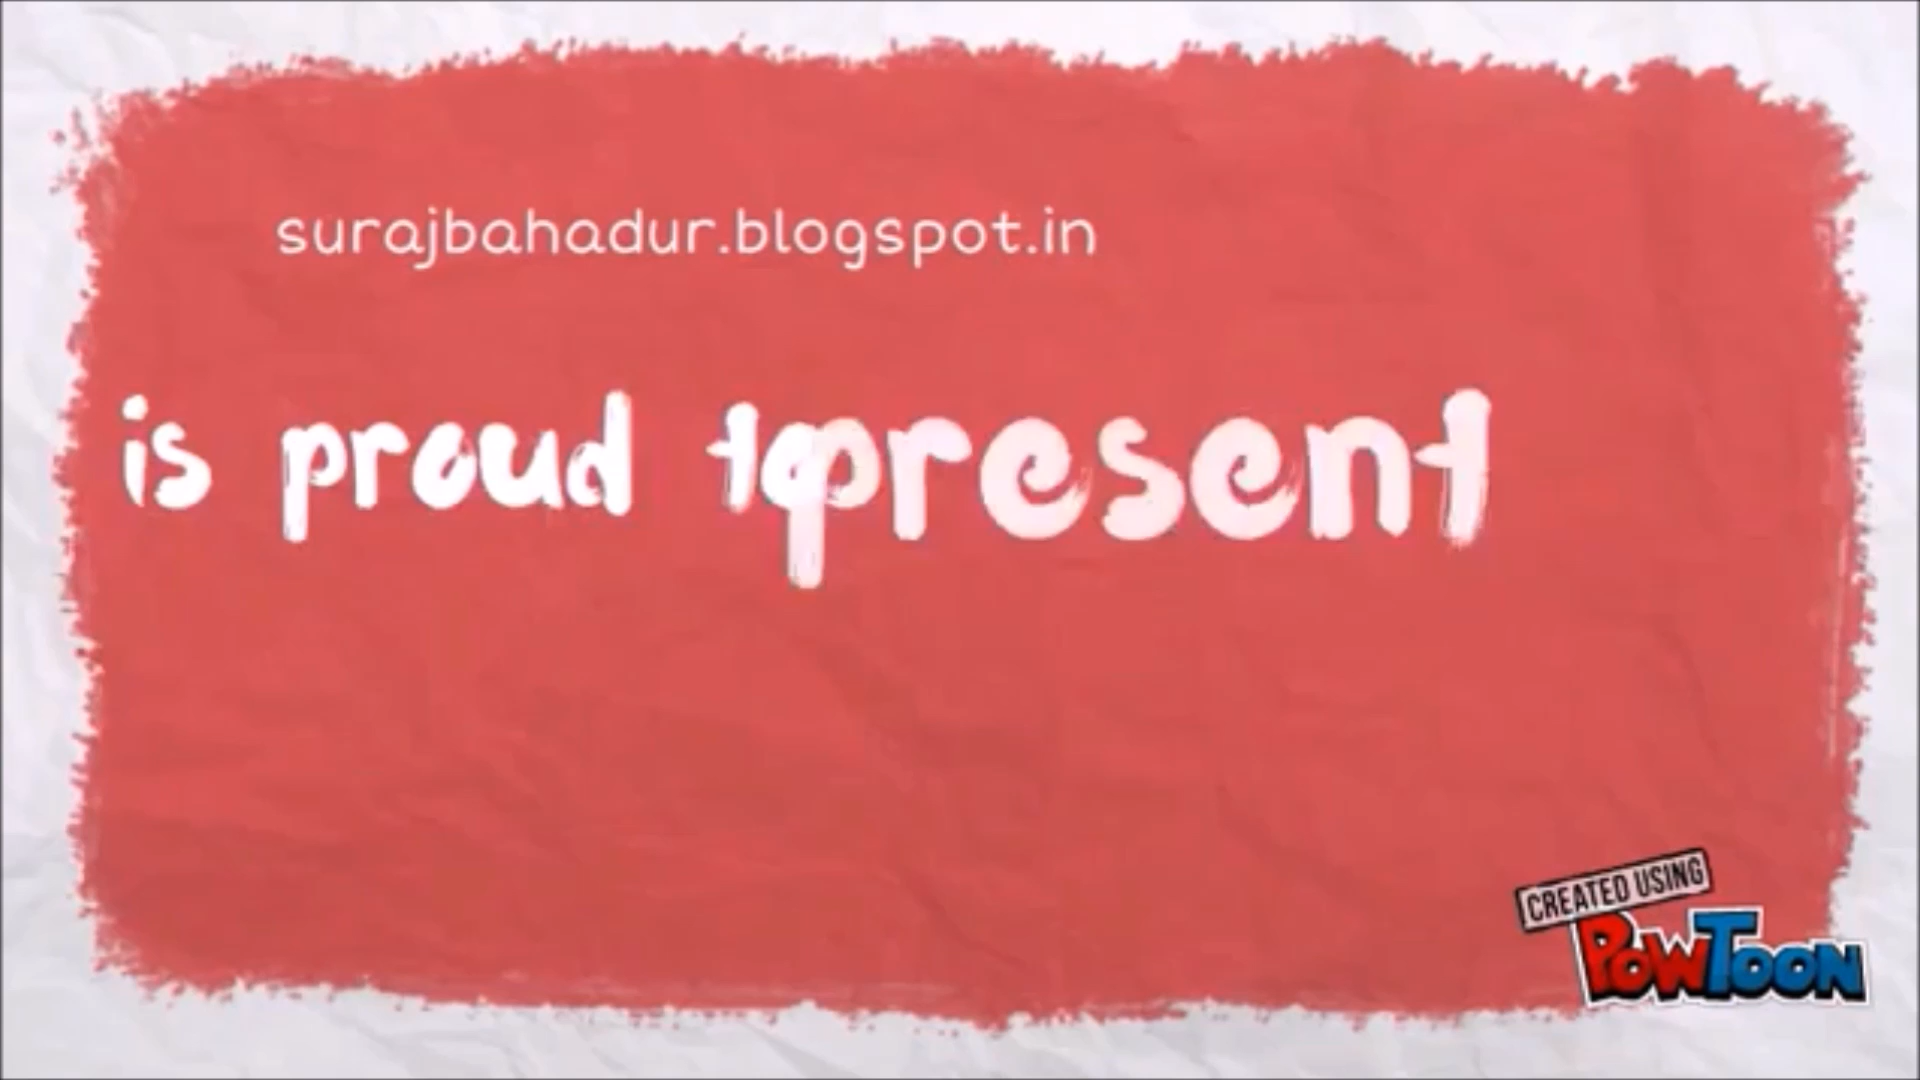 surajbahadur.blogspot.in
is proud to present
CREATED USING
POWTOON